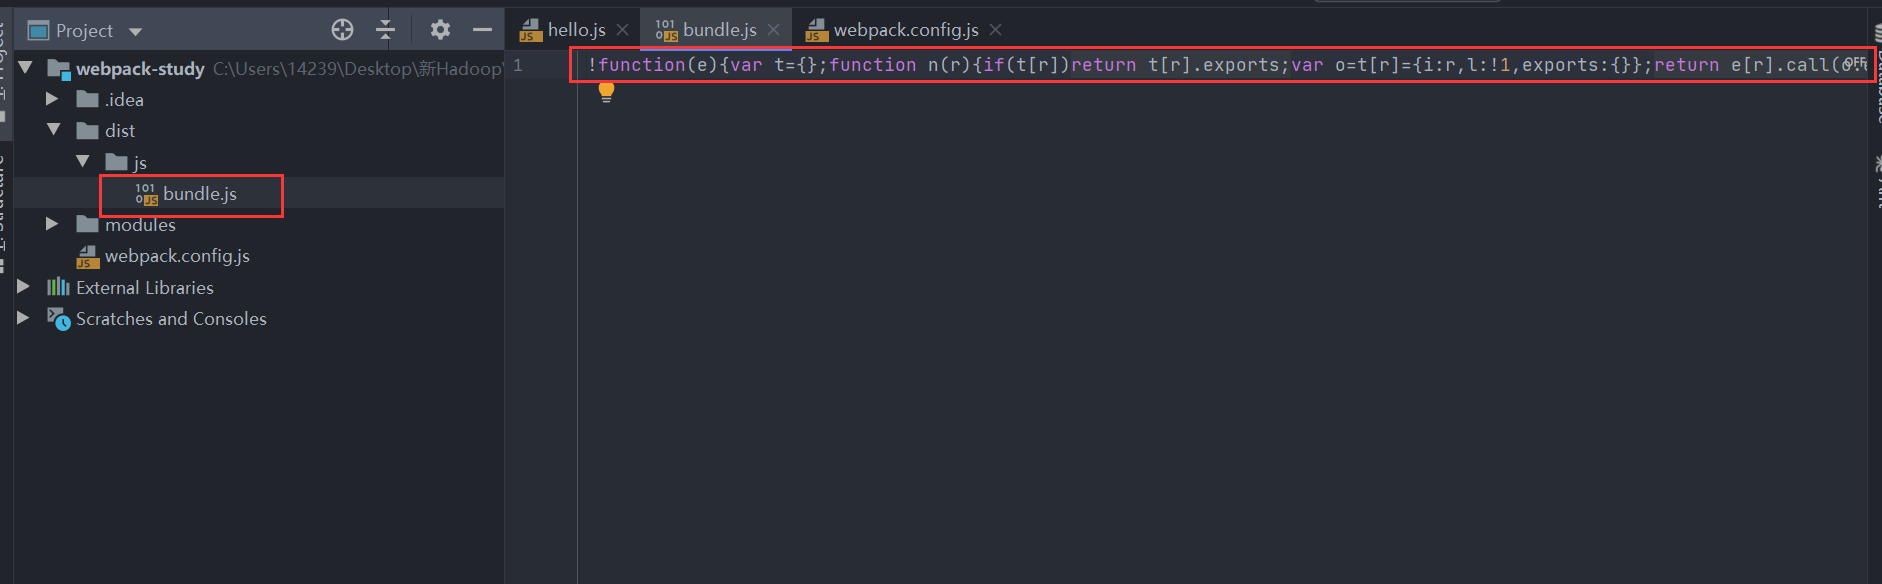 Project
hello.js
bundle.js
webpack.config.js
webpack-study C:\Users\14239\Desktop\新Hadoop\
1
!function(e){var t={};function n(r){if(t[r])return t[r].exports;var o=t[r]={i:r,l:!1,exports:{}};return e[r].call(o.
OFF
.idea
dist
js
bundle.js
modules
webpack.config.js
External Libraries
Scratches and Consoles